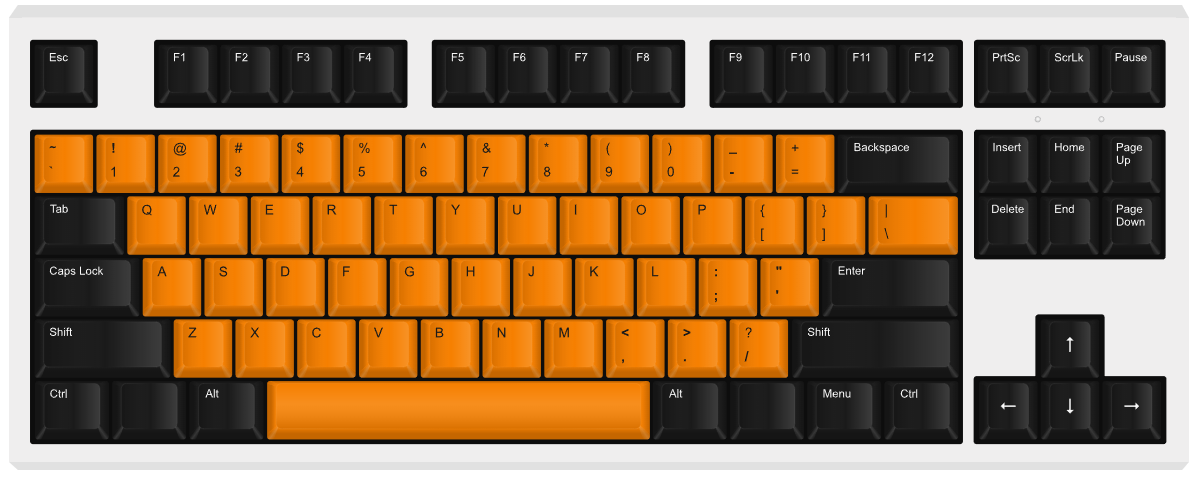 Esc F1 F2 F3 F4 F5 F6 F7 F8 F9 F10 F11 F12 PrtSc ScrLk Pause
~ ! @ # $ % ^ & * ( ) _ + Backspace Insert Home Page Up
` 1 2 3 4 5 6 7 8 9 0 - =
Tab Q W E R T Y U I O P { } | Delete End Page Down
[ ] \
Caps Lock A S D F G H J K L : " Enter
; '
Shift Z X C V B N M < > ? Shift ↑
, . /
Ctrl Alt Alt Menu Ctrl ← ↓ →